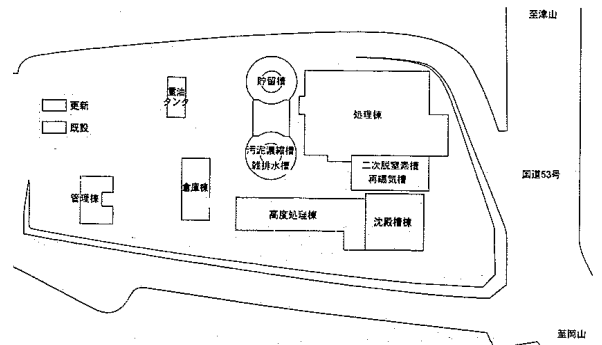 至津山
重油
タンク
貯留槽
更新
既設
処理棟
汚泥濃縮槽
雑排水槽
二次脱窒素槽
再曝気槽
国道53号
管理棟
倉庫棟
高度処理棟
沈殿槽棟
至岡山